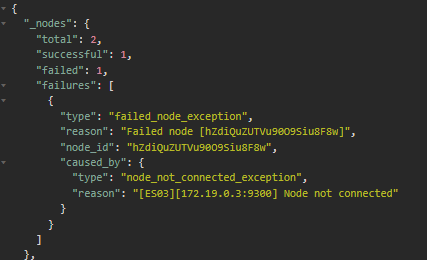 {
"_nodes": {
"total": 2,
"successful": 1,
"failed": 1,
"failures": [
{
"type": "failed_node_exception",
"reason": "Failed node [hZdiQuZUTVu90O9Siu8F8w]",
"node_id": "hZdiQuZUTVu90O9Siu8F8w",
"caused_by": {
"type": "node_not_connected_exception",
"reason": "[ES03][172.19.0.3:9300] Node not connected"
}
}
]
},